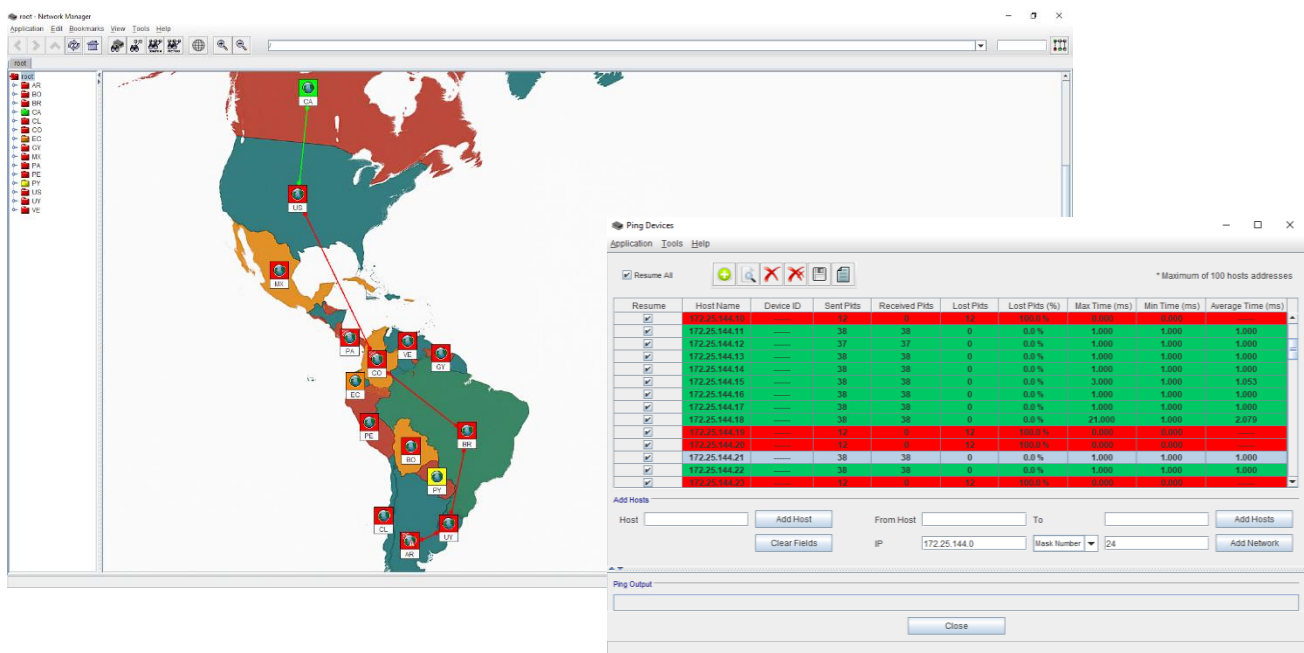 root - Network Manager
Application Edit Bookmarks View Tools Help
/
root
root
AR
BO
BR
CA
CL
CO
EC
GY
MX
PA
PE
PY
US
UY
VE
CA
US
MX
PA
VE
GY
CO
EC
PE
BR
BO
PY
CL
UY
AR
Ping Devices
Application Tools Help
Resume All
* Maximum of 100 hosts addresses
Resume Host Name Device ID Sent Pkts Received Pkts Lost Pkts Lost Pkts (%) Max Time (ms) Min Time (ms) Average Time (ms)
172.25.144.10 ------ 12 0 12 100.0 % 0.000 0.000 ------
172.25.144.11 ------ 38 38 0 0.0 % 1.000 1.000 1.000
172.25.144.12 ------ 37 37 0 0.0 % 1.000 1.000 1.000
172.25.144.13 ------ 38 38 0 0.0 % 1.000 1.000 1.000
172.25.144.14 ------ 38 38 0 0.0 % 1.000 1.000 1.000
172.25.144.15 ------ 38 38 0 0.0 % 3.000 1.000 1.053
172.25.144.16 ------ 38 38 0 0.0 % 1.000 1.000 1.000
172.25.144.17 ------ 38 38 0 0.0 % 1.000 1.000 1.000
172.25.144.18 ------ 38 38 0 0.0 % 21.000 1.000 2.079
172.25.144.19 ------ 12 0 12 100.0 % 0.000 0.000 ------
172.25.144.20 ------ 12 0 12 100.0 % 0.000 0.000 ------
172.25.144.21 ------ 38 38 0 0.0 % 1.000 1.000 1.000
172.25.144.22 ------ 38 38 0 0.0 % 1.000 1.000 1.000
172.25.144.23 ------ 12 0 12 100.0 % 0.000 0.000 ------
Add Hosts
Host Add Host From Host To Add Hosts
Clear Fields IP 172.25.144.0 Mask Number 24 Add Network
Ping Output
Close